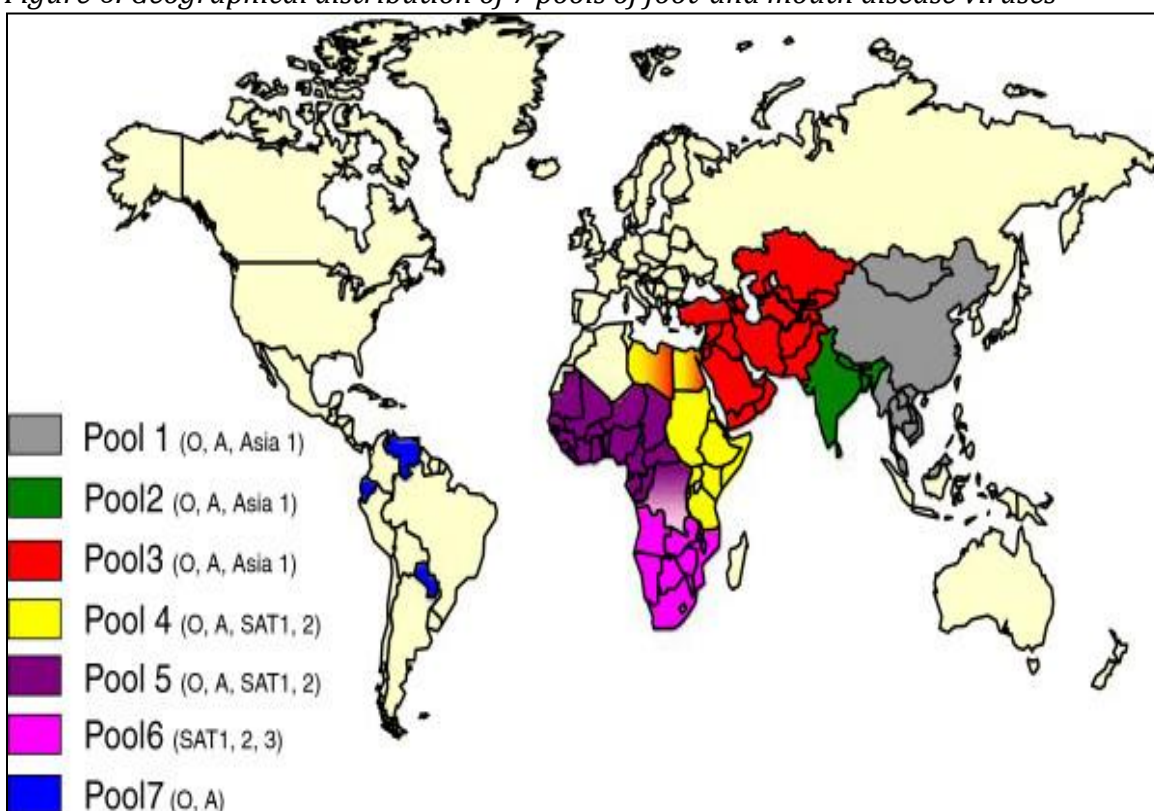 Figure 6. Geographical distribution of 7 pools of foot-and mouth disease viruses
Pool 1 (O, A, Asia 1)
Pool2 (O, A, Asia 1)
Pool3 (O, A, Asia 1)
Pool 4 (O, A, SAT1, 2)
Pool 5 (O, A, SAT1, 2)
Pool6 (SAT1, 2, 3)
Pool7 (O, A)